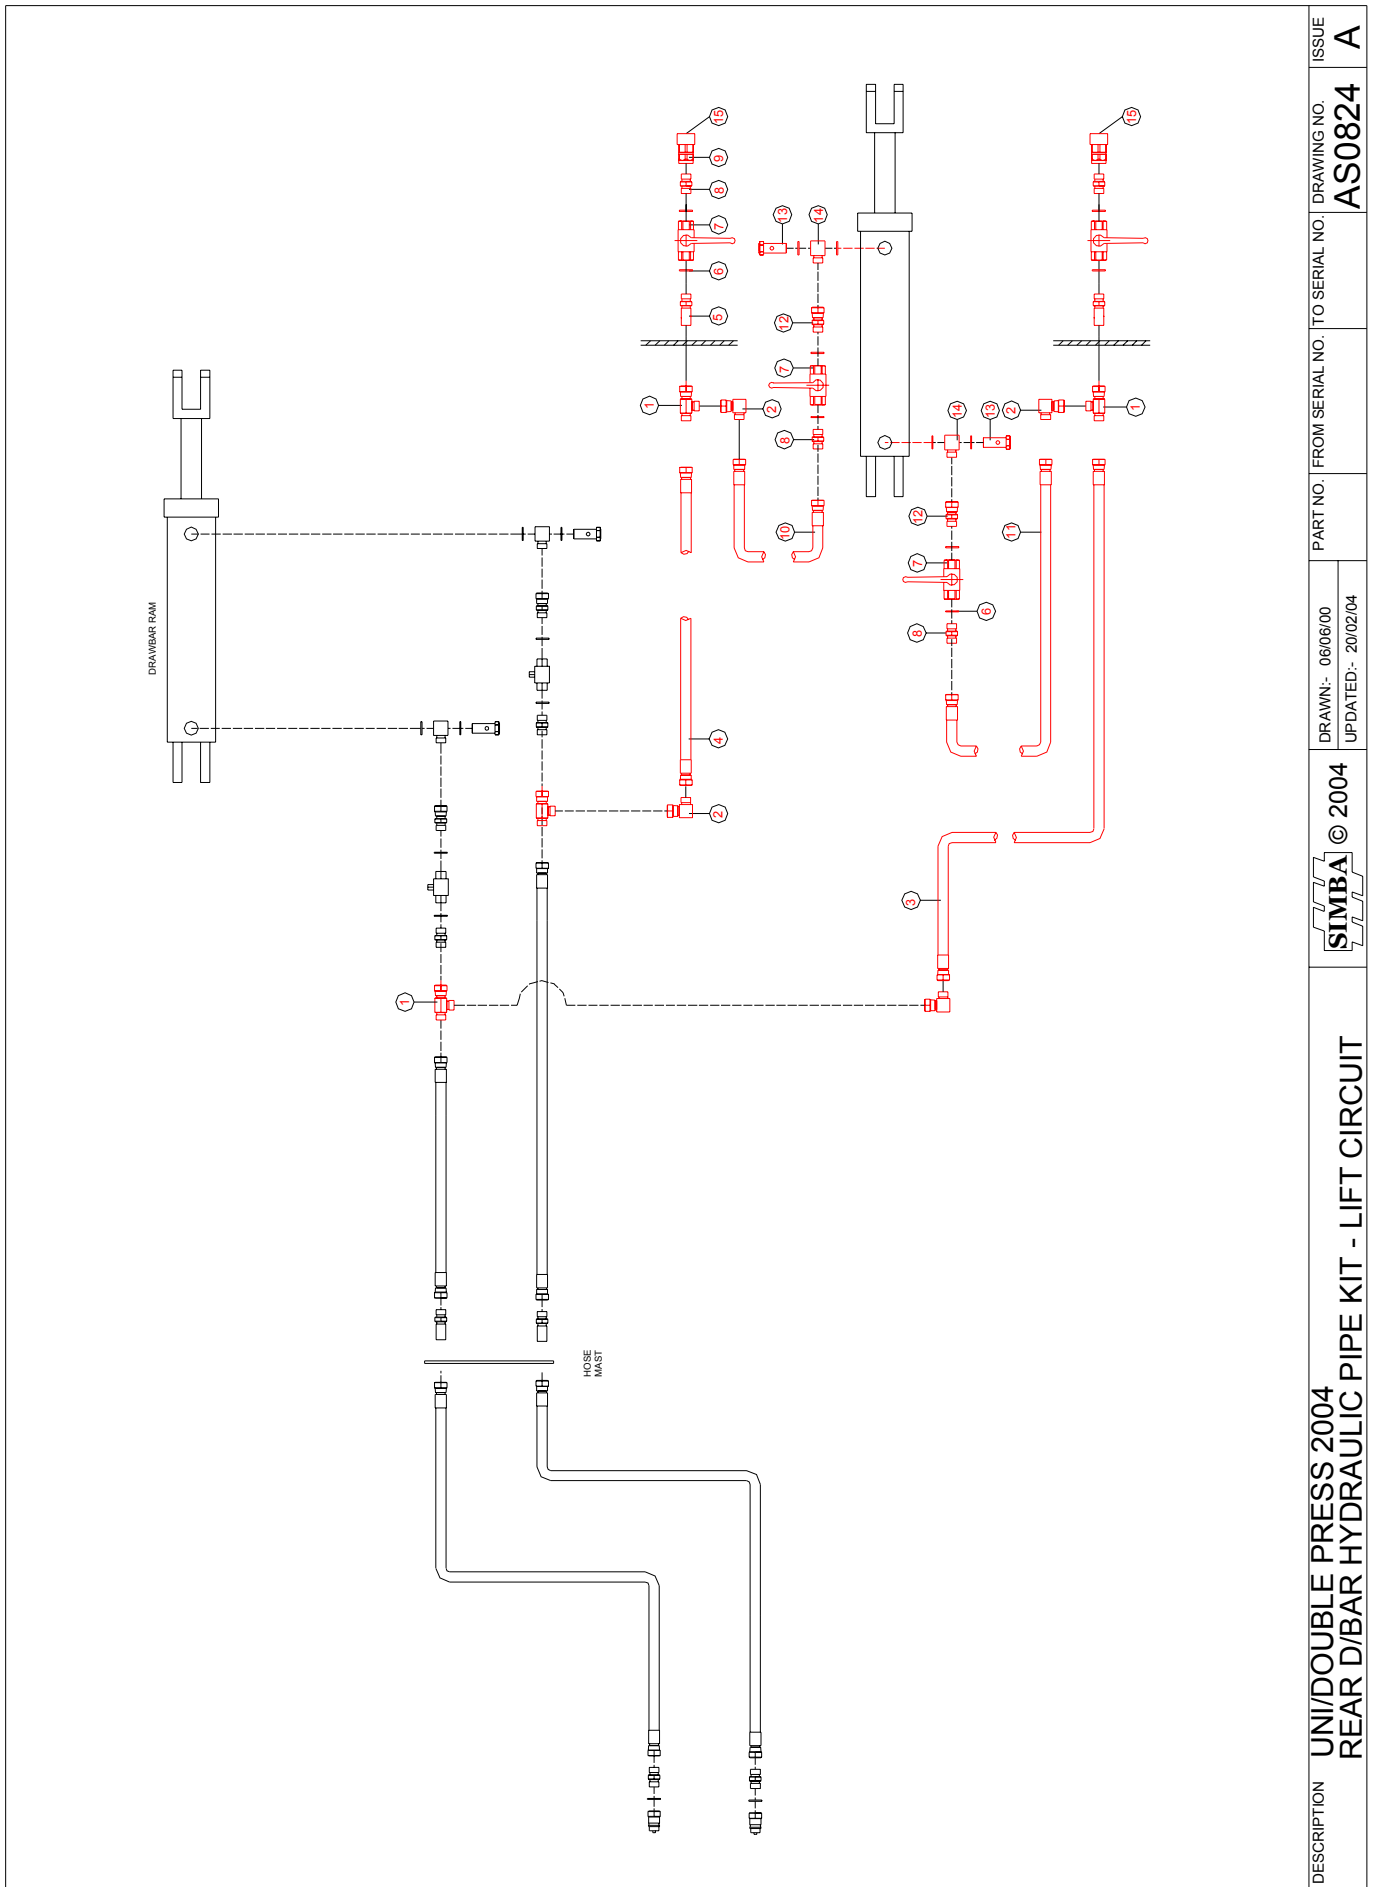 DRAWBAR RAM
HOSE
MAST
1
1
2
3
4
1
2
5
6
7
8
9
15
10
8
7
12
13
14
8
6
7
12
14
13
11
2
1
15
DESCRIPTION
UNI/DOUBLE PRESS 2004
REAR D/BAR HYDRAULIC PIPE KIT - LIFT CIRCUIT
SIMBA © 2004
DRAWN:- 06/06/00
UPDATED:- 20/02/04
PART NO.
FROM SERIAL NO.
TO SERIAL NO.
DRAWING NO.
AS0824
ISSUE
A